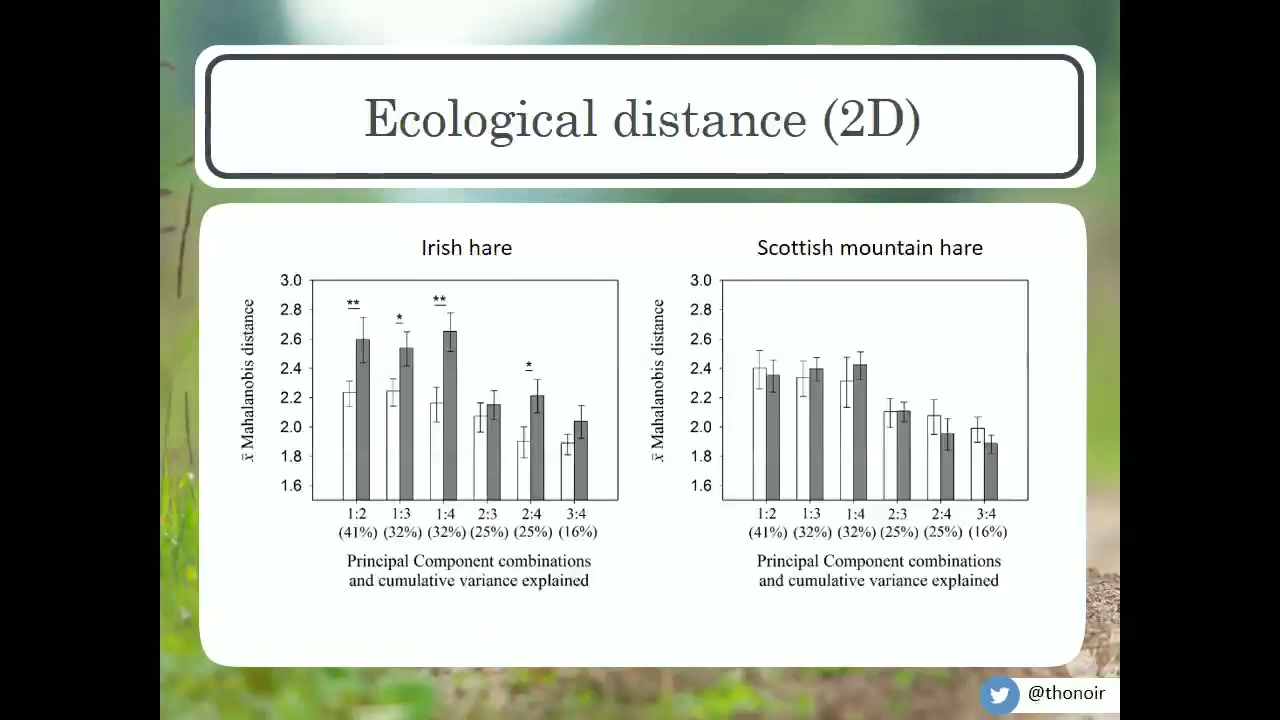 Ecological distance (2D)
Irish hare
x̄ Mahalanobis distance
3.0
2.8
2.6
2.4
2.2
2.0
1.8
1.6
** * ** *
1:2 1:3 1:4 2:3 2:4 3:4
(41%) (32%) (32%) (25%) (25%) (16%)
Principal Component combinations
and cumulative variance explained
Scottish mountain hare
x̄ Mahalanobis distance
3.0
2.8
2.6
2.4
2.2
2.0
1.8
1.6
1:2 1:3 1:4 2:3 2:4 3:4
(41%) (32%) (32%) (25%) (25%) (16%)
Principal Component combinations
and cumulative variance explained
@thonoir